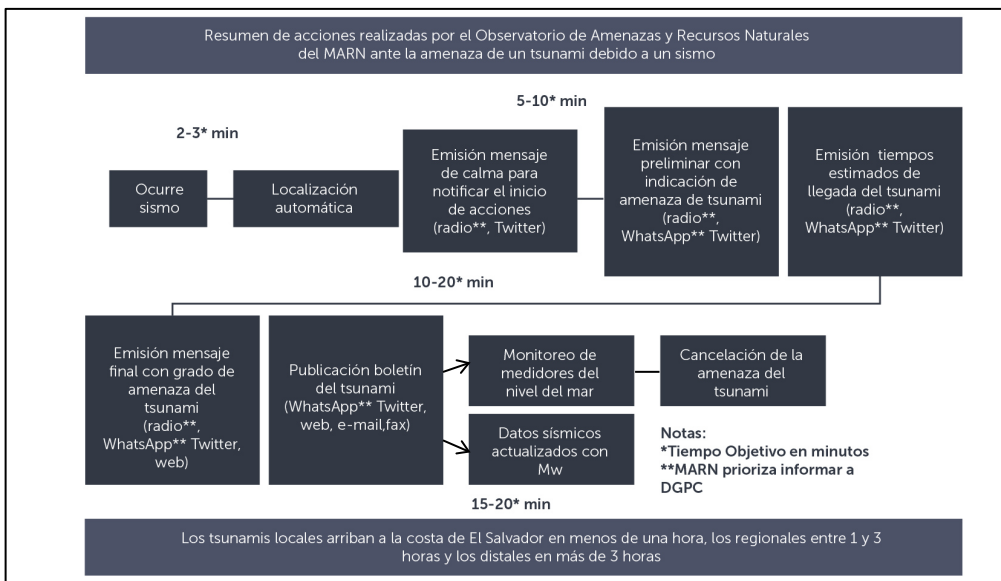 Resumen de acciones realizadas por el Observatorio de Amenazas y Recursos Naturales
del MARN ante la amenaza de un tsunami debido a un sismo
2-3* min
5-10* min
Ocurre
sismo
Localización
automática
Emisión mensaje
de calma para
notificar el inicio
de acciones
(radio**, Twitter)
Emisión mensaje
preliminar con
indicación de
amenaza de tsunami
(radio**,
WhatsApp** Twitter)
Emisión tiempos
estimados de
llegada del tsunami
(radio**,
WhatsApp** Twitter)
10-20* min
Emisión mensaje
final con grado de
amenaza del
tsunami
(radio**,
WhatsApp** Twitter,
web)
Publicación boletín
del tsunami
(WhatsApp** Twitter,
web, e-mail,fax)
Monitoreo de
medidores del
nivel del mar
Cancelación de la
amenaza del
tsunami
Datos sísmicos
actualizados con
Mw
Notas:
*Tiempo Objetivo en minutos
**MARN prioriza informar a
DGPC
15-20* min
Los tsunamis locales arriban a la costa de El Salvador en menos de una hora, los regionales entre 1 y 3
horas y los distales en más de 3 horas